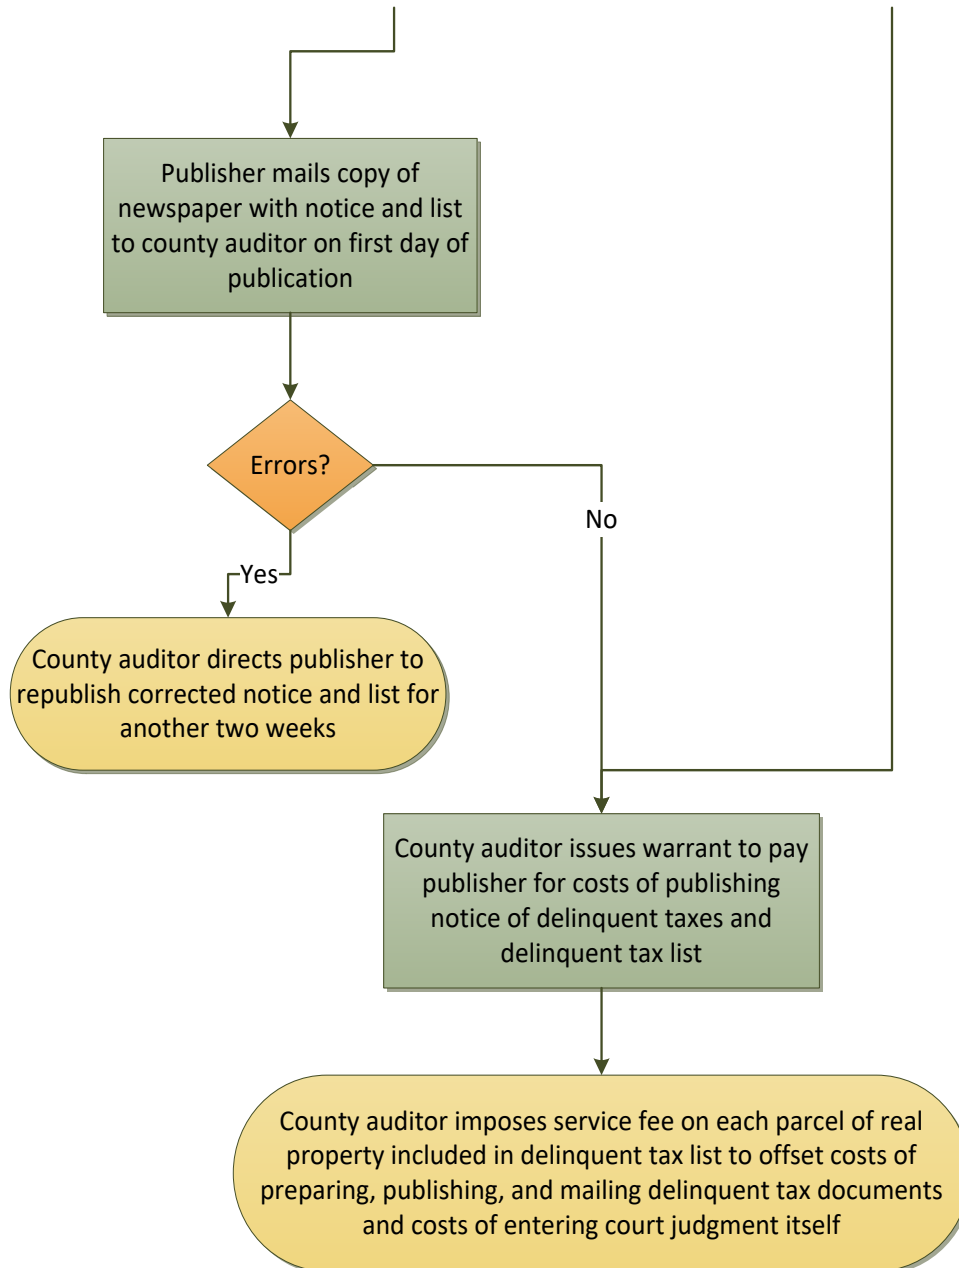 Publisher mails copy of
newspaper with notice and list
to county auditor on first day of
publication
Errors?
No
Yes
County auditor directs publisher to
republish corrected notice and list for
another two weeks
County auditor issues warrant to pay
publisher for costs of publishing
notice of delinquent taxes and
delinquent tax list
County auditor imposes service fee on each parcel of real
property included in delinquent tax list to offset costs of
preparing, publishing, and mailing delinquent tax documents
and costs of entering court judgment itself